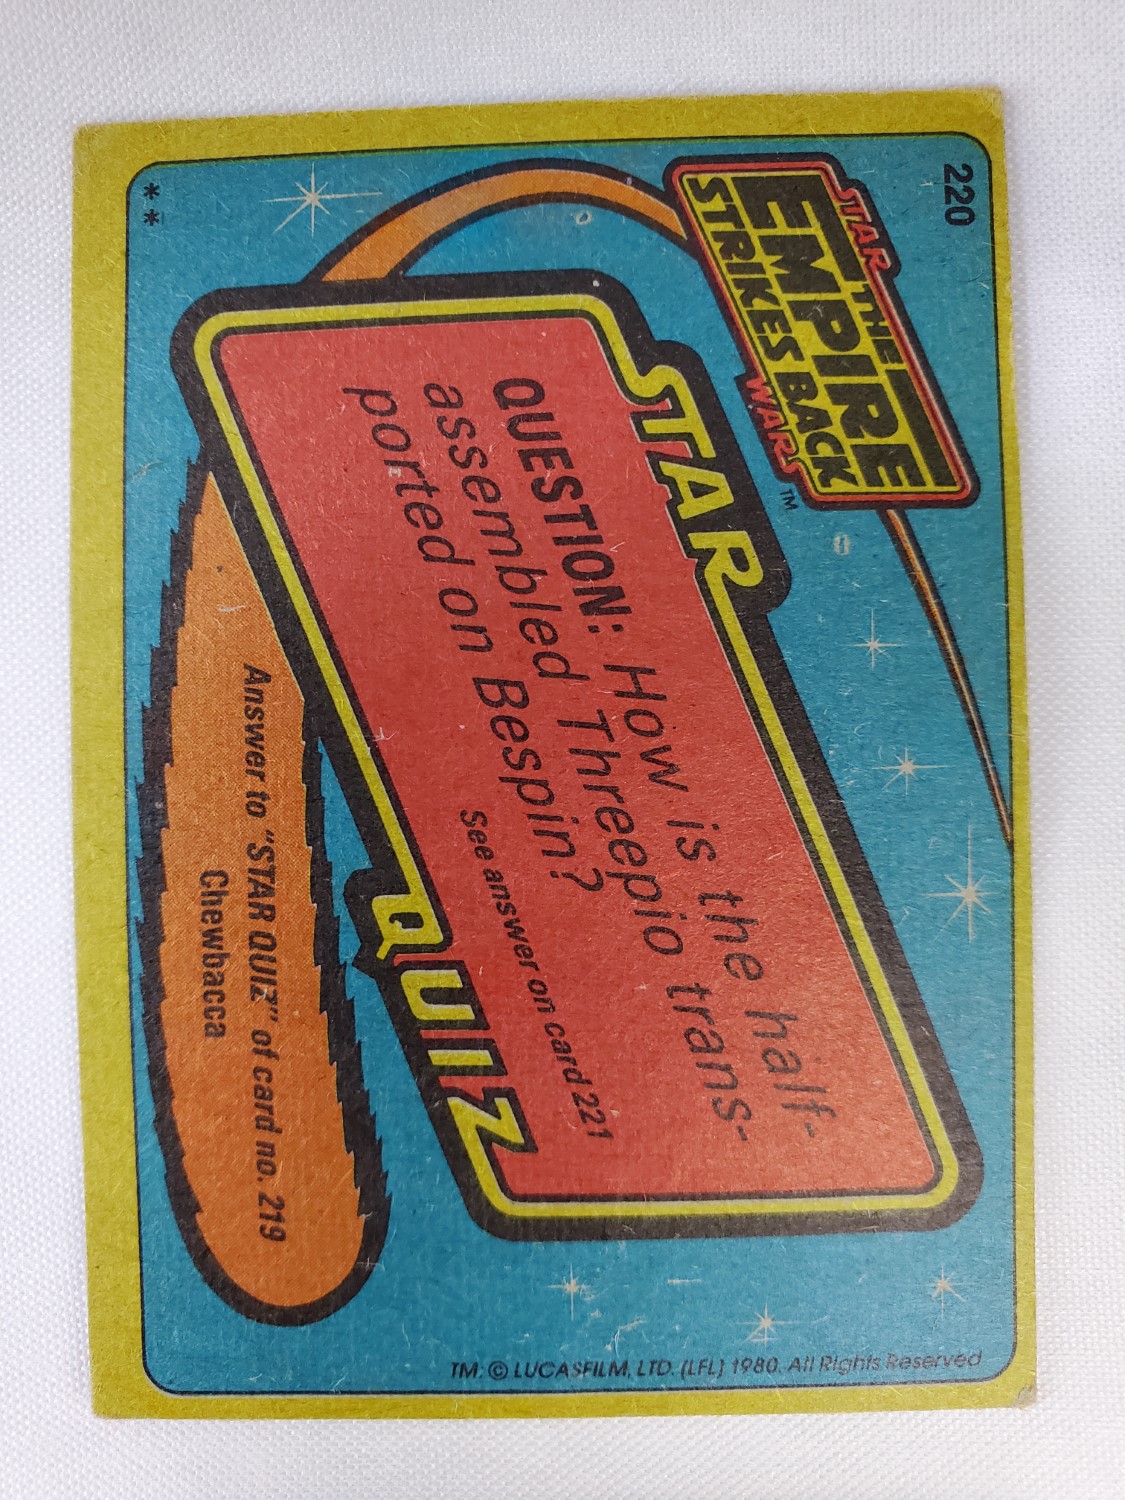 220
STAR
THE
EMPIRE
STRIKES BACK
WARS TM
STAR
QUESTION: How is the half-
assembled Threepio trans-
ported on Bespin?
See answer on card 221
QUIZ
Answer to "STAR QUIZ" of card no. 219
Chewbacca
**
TM: © LUCASFILM, LTD. (LFL) 1980. All Rights Reserved